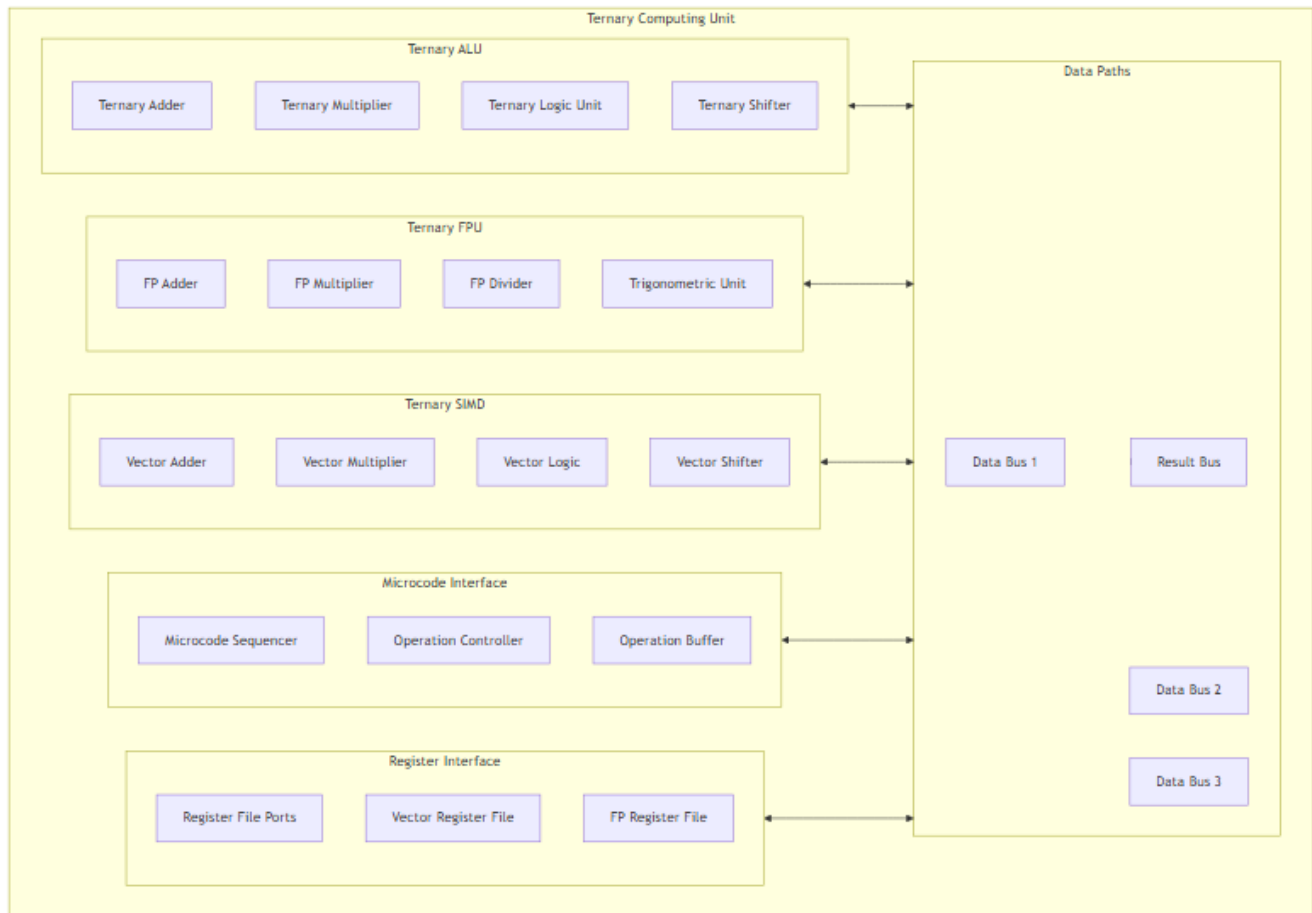 Ternary Computing Unit
Ternary ALU
Ternary Adder
Ternary Multiplier
Ternary Logic Unit
Ternary Shifter
Data Paths
Ternary FPU
FP Adder
FP Multiplier
FP Divider
Trigonometric Unit
Ternary SIMD
Vector Adder
Vector Multiplier
Vector Logic
Vector Shifter
Data Bus 1
Result Bus
Microcode Interface
Microcode Sequencer
Operation Controller
Operation Buffer
Data Bus 2
Register Interface
Data Bus 3
Register File Ports
Vector Register File
FP Register File